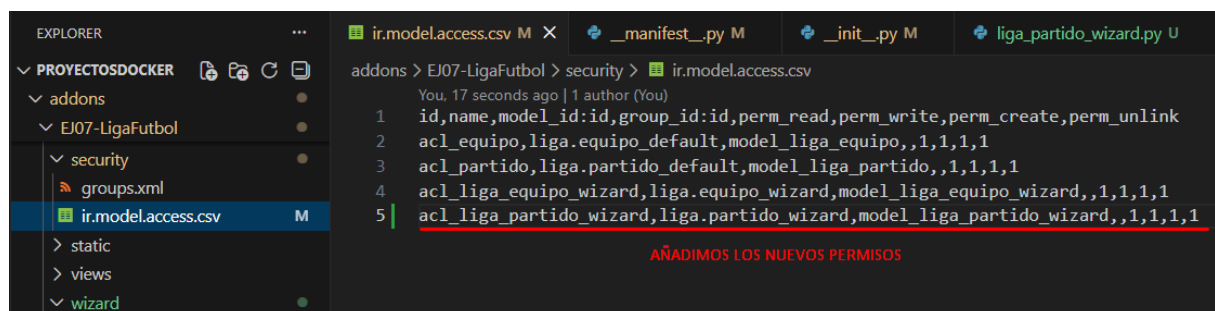 EXPLORER ···
ir.model.access.csv M ×
__manifest__.py M
__init__.py M
liga_partido_wizard.py U
PROYECTOSDOCKER
addons
EJ07-LigaFutbol
security
groups.xml
ir.model.access.csv M
static
views
wizard
addons > EJ07-LigaFutbol > security > ir.model.access.csv
You, 17 seconds ago | 1 author (You)
1 id,name,model_id:id,group_id:id,perm_read,perm_write,perm_create,perm_unlink
2 acl_equipo,liga.equipo_default,model_liga_equipo,,1,1,1,1
3 acl_partido,liga.partido_default,model_liga_partido,,1,1,1,1
4 acl_liga_equipo_wizard,liga.equipo_wizard,model_liga_equipo_wizard,,1,1,1,1
5 acl_liga_partido_wizard,liga.partido_wizard,model_liga_partido_wizard,,1,1,1,1
AÑADIMOS LOS NUEVOS PERMISOS